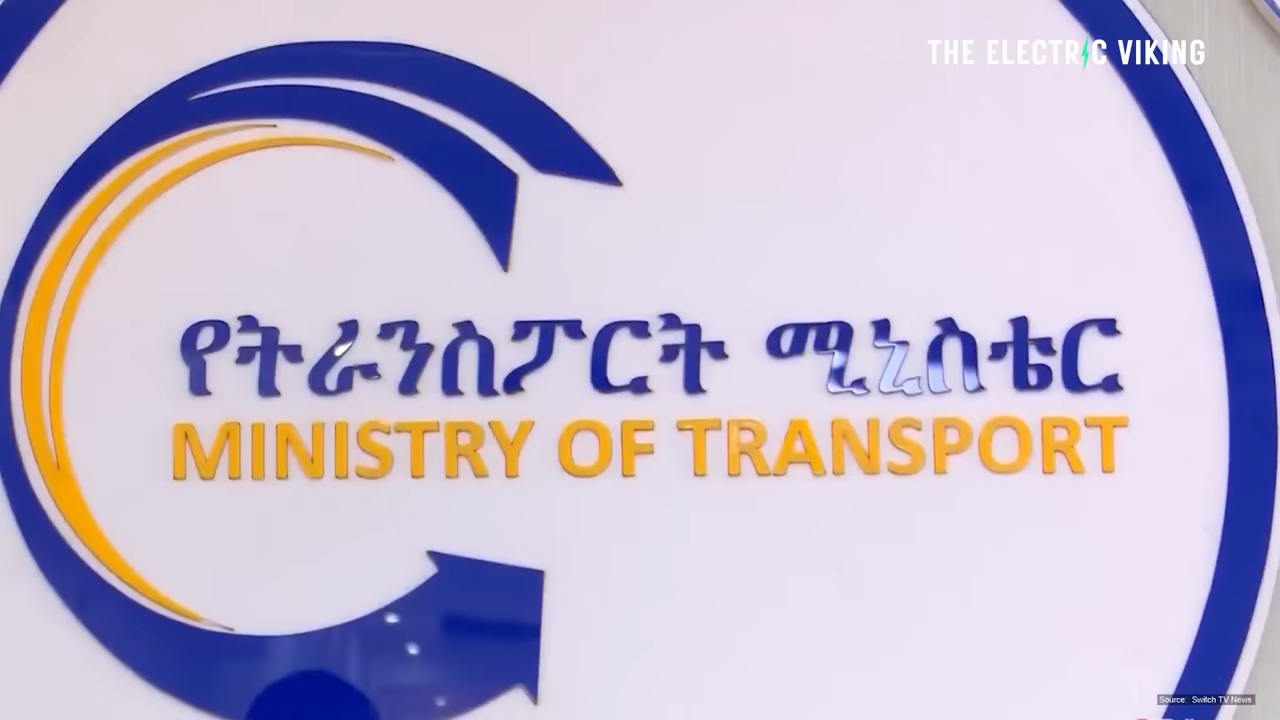 THE ELECTRIC VIKING
የትራንስፖርት ሚኒስቴር
MINISTRY OF TRANSPORT
Source: Switch TV News